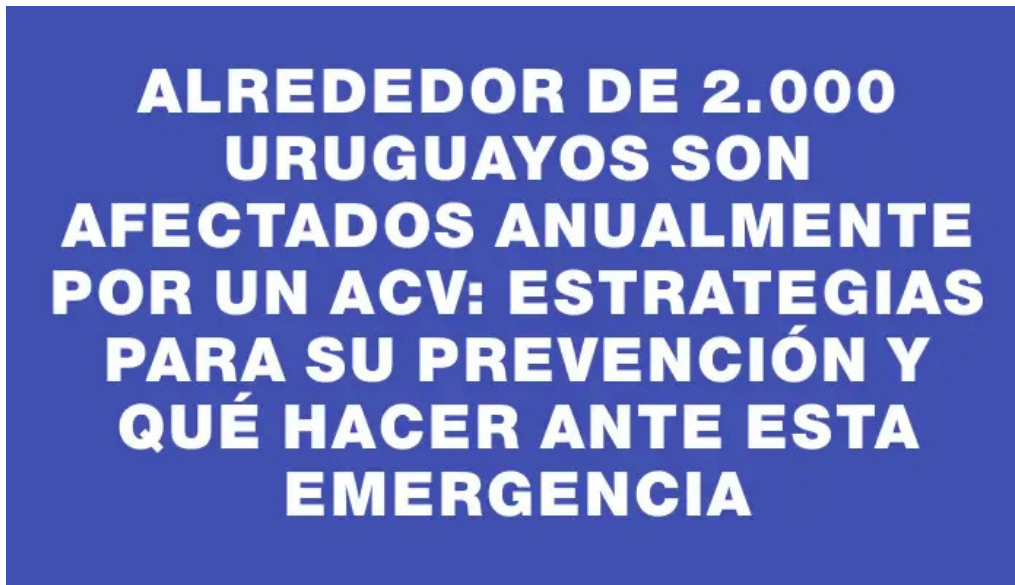 ALREDEDOR DE 2.000
URUGUAYOS SON
AFECTADOS ANUALMENTE
POR UN ACV: ESTRATEGIAS
PARA SU PREVENCIÓN Y
QUÉ HACER ANTE ESTA
EMERGENCIA